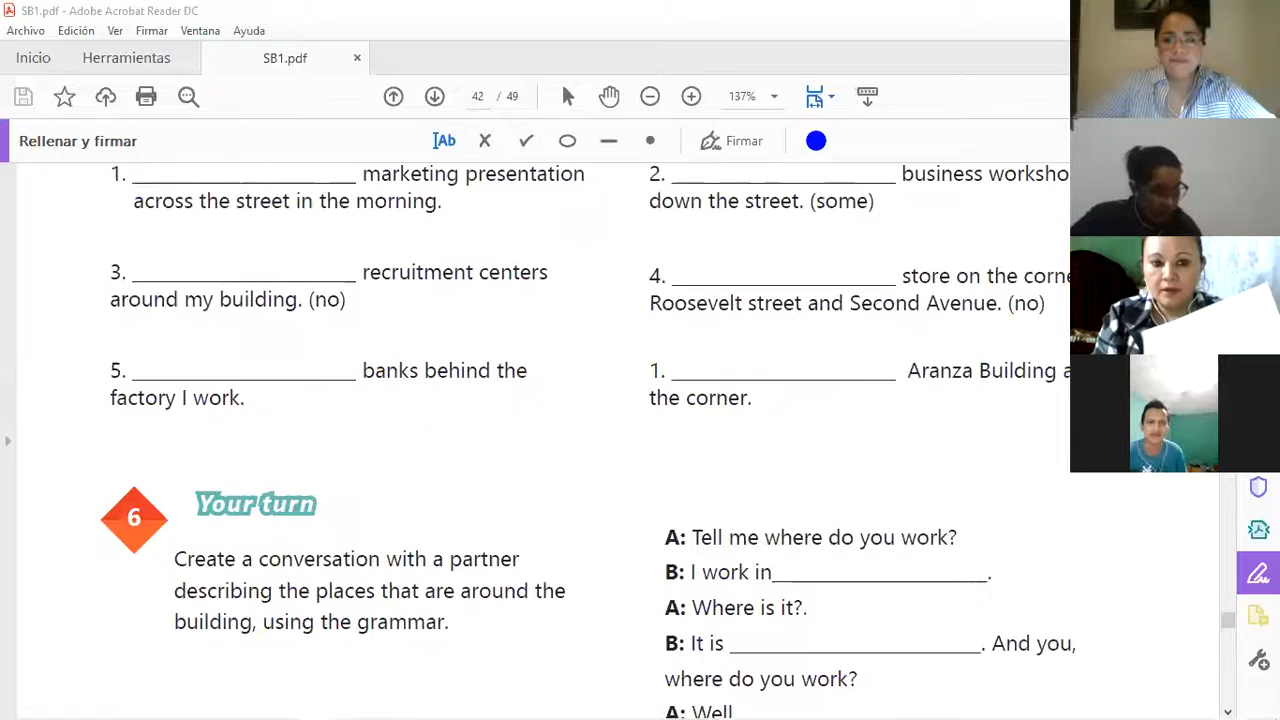 SB1.pdf - Adobe Acrobat Reader DC
Archivo Edición Ver Firmar Ventana Ayuda
Inicio Herramientas SB1.pdf ×
42 / 49 137%
Rellenar y firmar Ab Firmar
1. ____________________ marketing presentation
across the street in the morning.
2. ____________________ business worksho
down the street. (some)
3. ____________________ recruitment centers
around my building. (no)
4. ____________________ store on the corne
Roosevelt street and Second Avenue. (no)
5. ____________________ banks behind the
factory I work.
1. ____________________ Aranza Building a
the corner.
6 Your turn
Create a conversation with a partner
describing the places that are around the
building, using the grammar.
A: Tell me where do you work?
B: I work in____________________.
A: Where is it?.
B: It is ________________________. And you,
where do you work?
A: Well